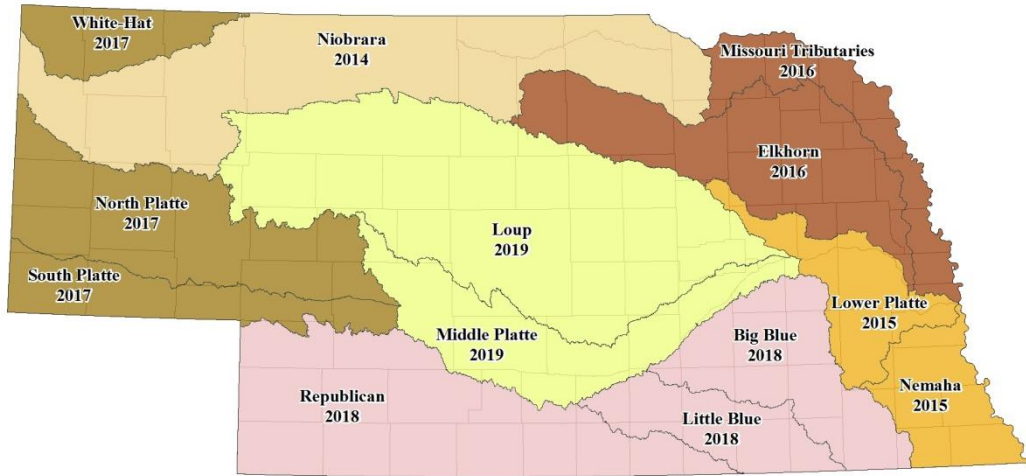 White-Hat
2017
Niobrara
2014
Missouri Tributaries
2016
Elkhorn
2016
North Platte
2017
Loup
2019
South Platte
2017
Lower Platte
2015
Middle Platte
2019
Big Blue
2018
Nemaha
2015
Republican
2018
Little Blue
2018